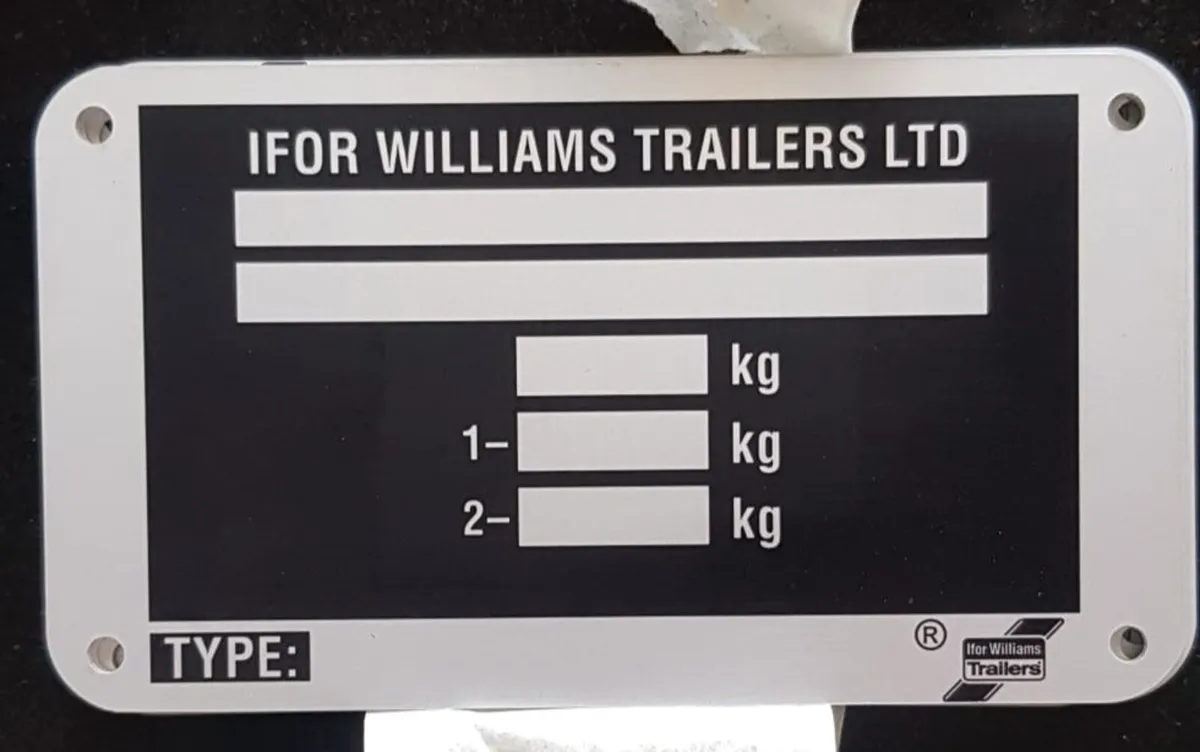 IFOR WILLIAMS TRAILERS LTD
kg
1- kg
2- kg
TYPE:
®
Ifor Williams
Trailers